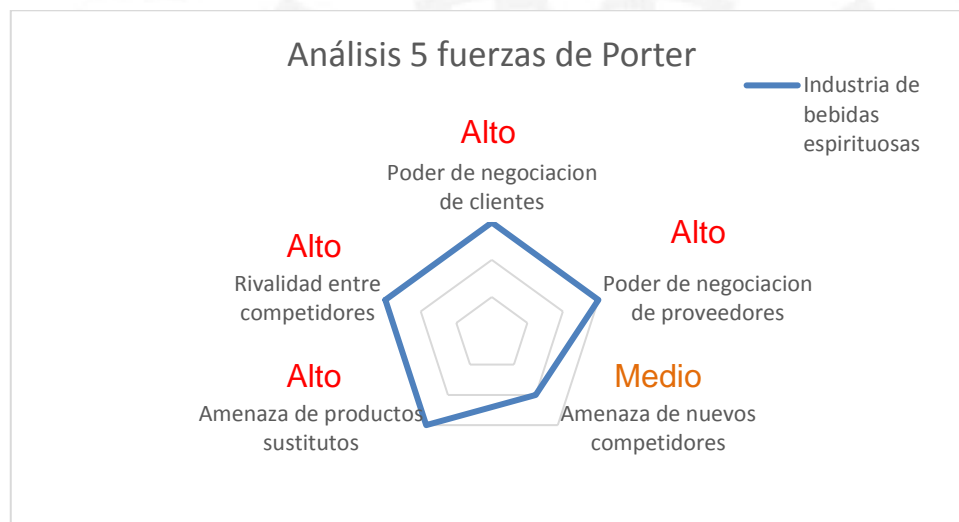 Análisis 5 fuerzas de Porter
Industria de
bebidas
espirituosas
Alto
Poder de negociacion
de clientes
Alto
Poder de negociacion
de proveedores
Medio
Amenaza de nuevos
competidores
Alto
Amenaza de productos
sustitutos
Alto
Rivalidad entre
competidores